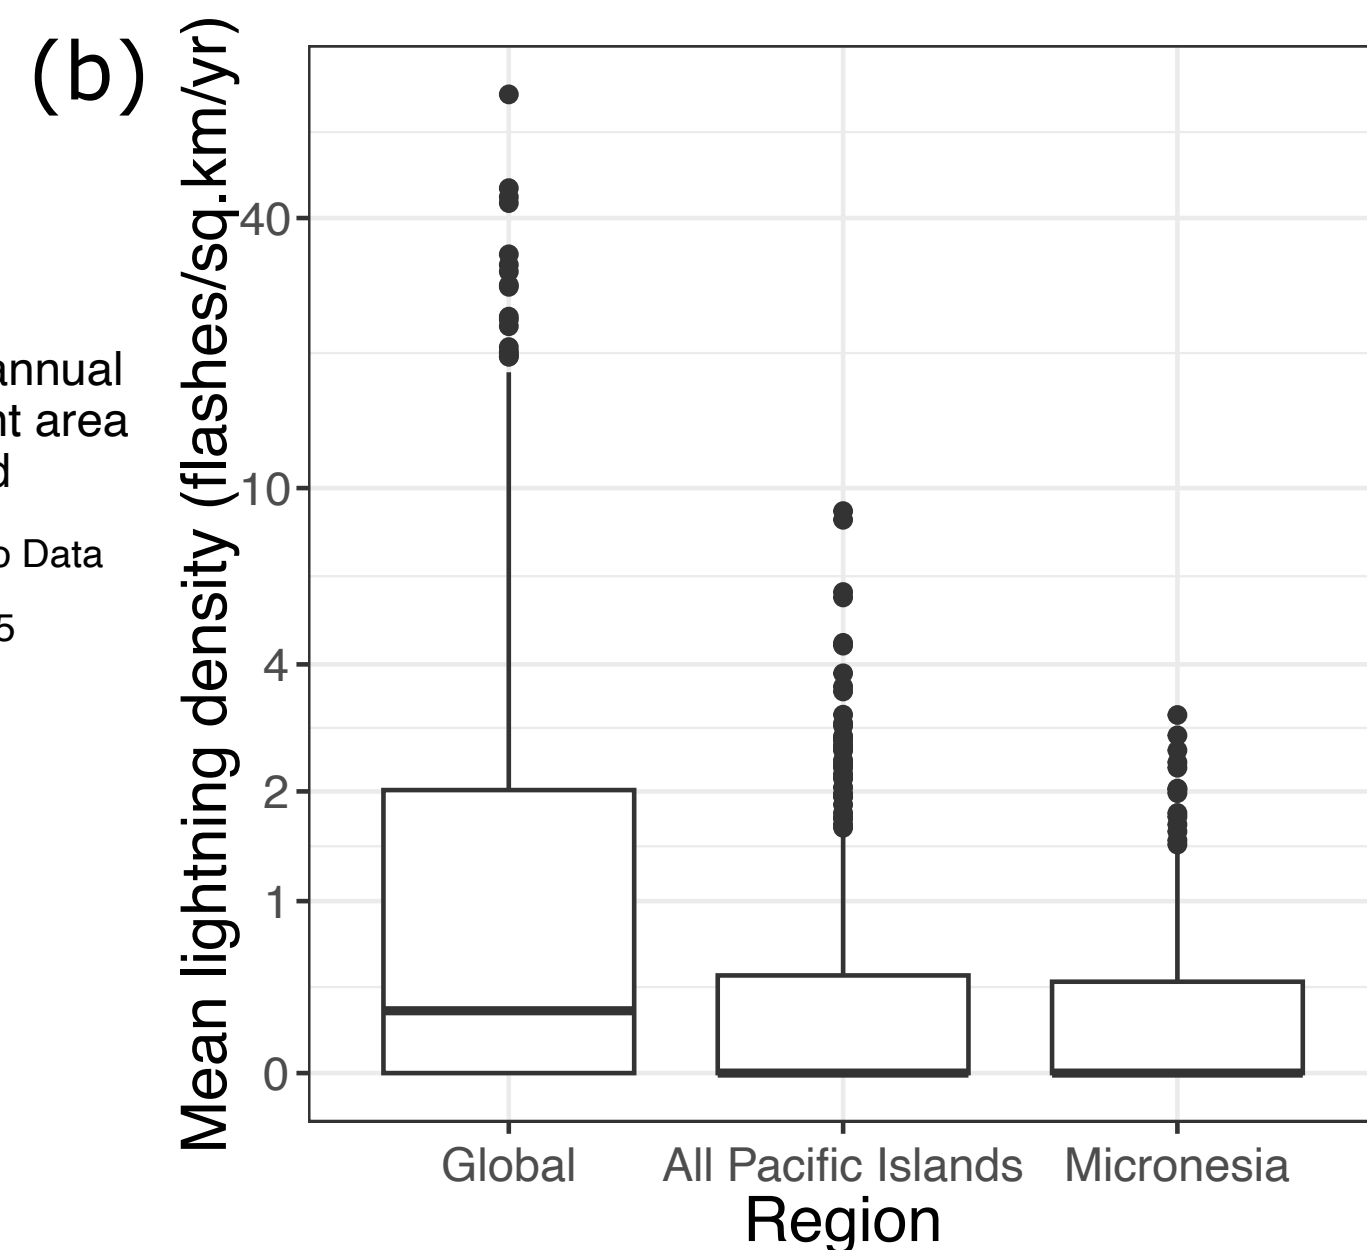 (b)
annual
nt area
d
o Data
5
Mean lightning density (flashes/sq.km/yr)
40
10
4
2
1
0
Global All Pacific Islands Micronesia
Region